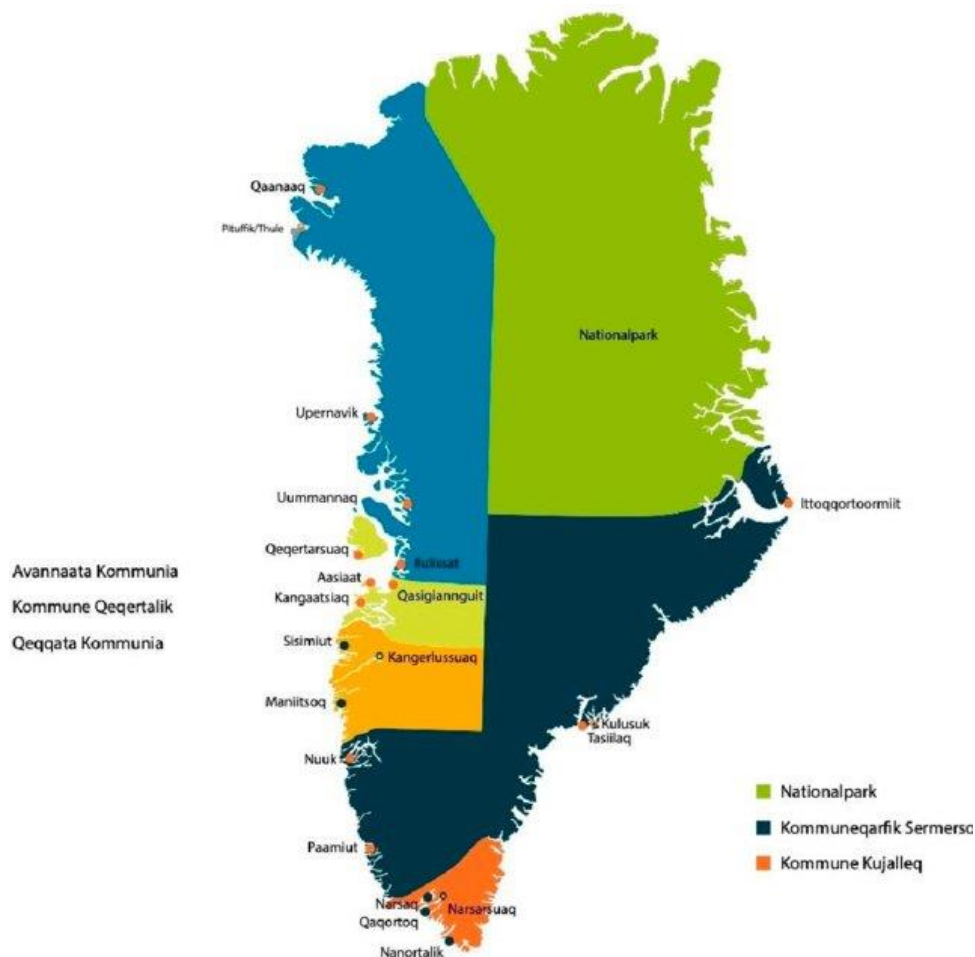 Qaanaaq
Pituffik/Thule
Nationalpark
Upernavik
Uummannaq
Ittoqqortoormiit
Qeqertarsuaq
Ilulissat
Avannaata Kommunia
Aasiaat
Qasigiannguit
Kommune Qeqertalik
Kangaatsiaq
Qeqqata Kommunia
Sisimiut
Kangerlussuaq
Maniitsoq
Kulusuk
Tasiilaq
Nuuk
Nationalpark
Kommuneqarfik Sermerso
Paamiut
Kommune Kujalleq
Narsaq
Narsarsuaq
Qaqortoq
Nanortalik